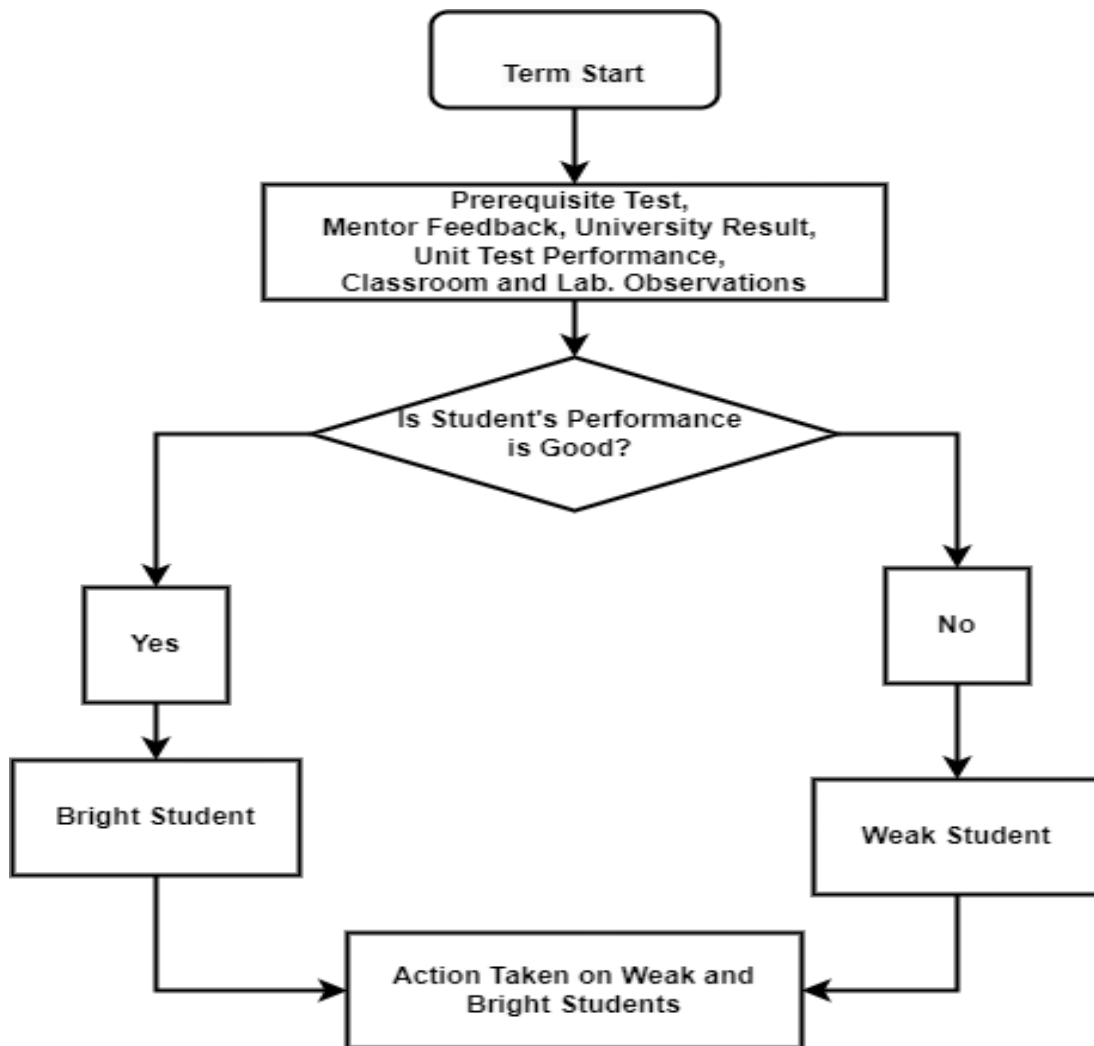 Term Start
Prerequisite Test,
Mentor Feedback, University Result,
Unit Test Performance,
Classroom and Lab. Observations
Is Student's Performance
is Good?
Yes
No
Bright Student
Weak Student
Action Taken on Weak and
Bright Students